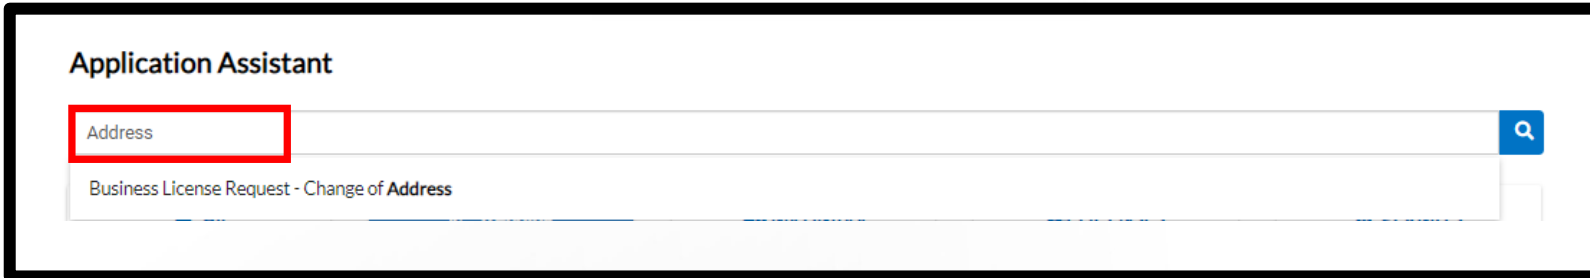 Application Assistant
Address
Business License Request - Change of Address